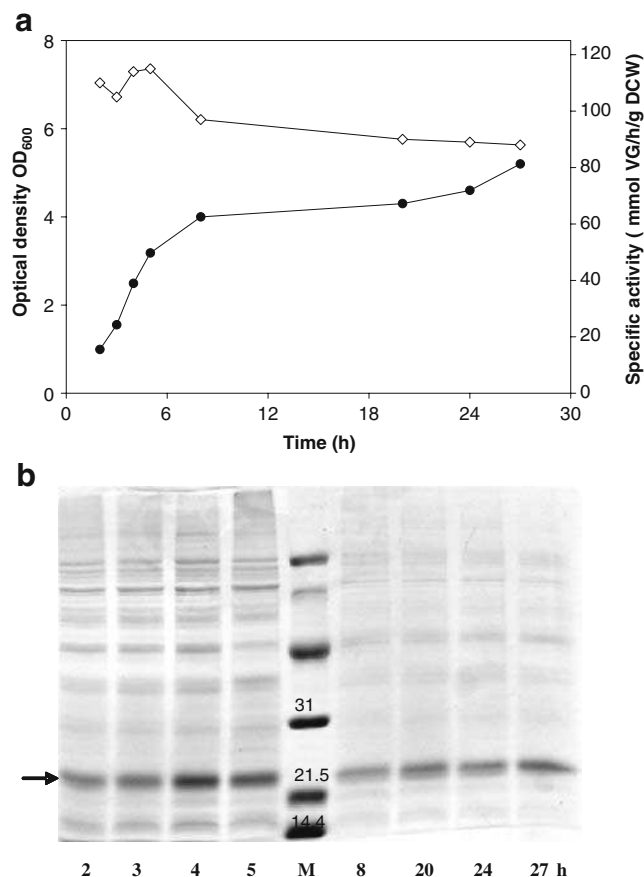 a
8
6
4
2
0
120
100
80
60
40
20
0
0 6 12 18 24 30
Optical density OD600
Specific activity ( mmol VG/h/g DCW)
Time (h)
b
31
21.5
14.4
2 3 4 5 M 8 20 24 27 h